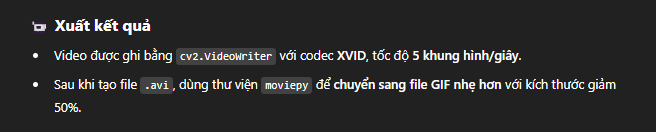 📼 Xuất kết quả
• Video được ghi bằng cv2.VideoWriter với codec XVID, tốc độ 5 khung hình/giây.
• Sau khi tạo file .avi, dùng thư viện moviepy để chuyển sang file GIF nhẹ hơn với kích thước giảm
50%.